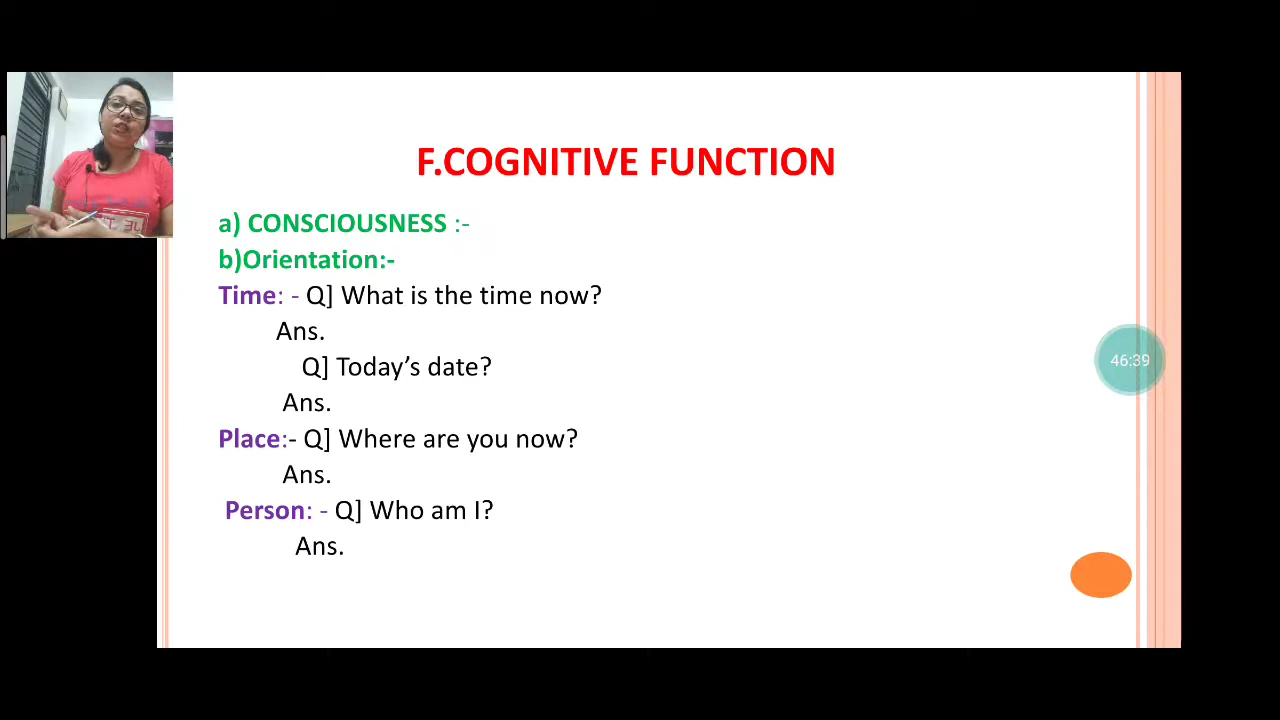 F.COGNITIVE FUNCTION
a) CONSCIOUSNESS :-
b)Orientation:-
Time: - Q] What is the time now?
Ans.
Q] Today’s date?
Ans.
Place:- Q] Where are you now?
Ans.
Person: - Q] Who am I?
Ans.
46:39